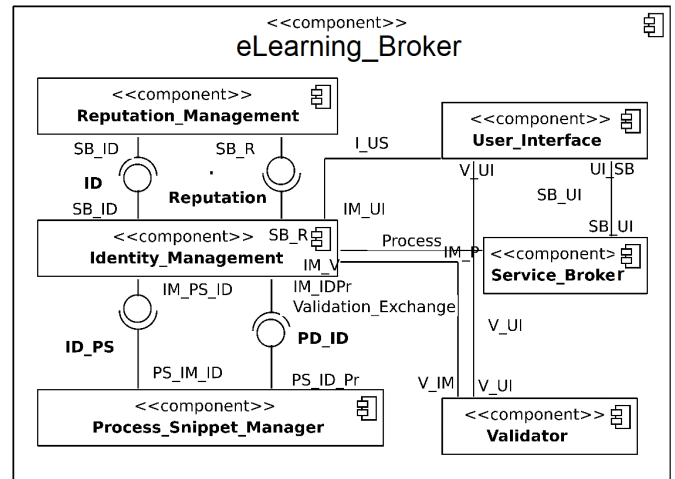 <<component>>
eLearning_Broker
<<component>>
Reputation_Management
<<component>>
User_Interface
SB_ID
SB_R
I_US
V_UI
UI_SB
ID
Reputation
SB_UI
SB_ID
IM_UI
SB_UI
<<component>>
SB_R
Identity_Management
Process
IM_P
<<component>>
Service_Broker
IM_V
IM_PS_ID
IM_IDPr
Validation_Exchange
ID_PS
PD_ID
V_UI
PS_IM_ID
PS_ID_Pr
V_IM
V_UI
<<component>>
Process_Snippet_Manager
<<component>>
Validator